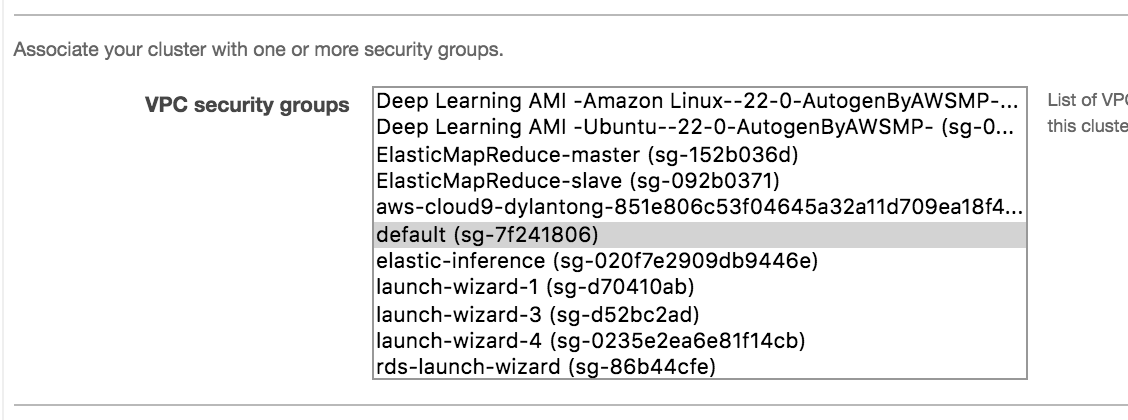 Associate your cluster with one or more security groups.
VPC security groups
Deep Learning AMI -Amazon Linux--22-0-AutogenByAWSMP-...
Deep Learning AMI -Ubuntu--22-0-AutogenByAWSMP- (sg-0...
ElasticMapReduce-master (sg-152b036d)
ElasticMapReduce-slave (sg-092b0371)
aws-cloud9-dylantong-851e806c53f04645a32a11d709ea18f4...
default (sg-7f241806)
elastic-inference (sg-020f7e2909db9446e)
launch-wizard-1 (sg-d70410ab)
launch-wizard-3 (sg-d52bc2ad)
launch-wizard-4 (sg-0235e2ea6e81f14cb)
rds-launch-wizard (sg-86b44cfe)
List of VPC
this cluste